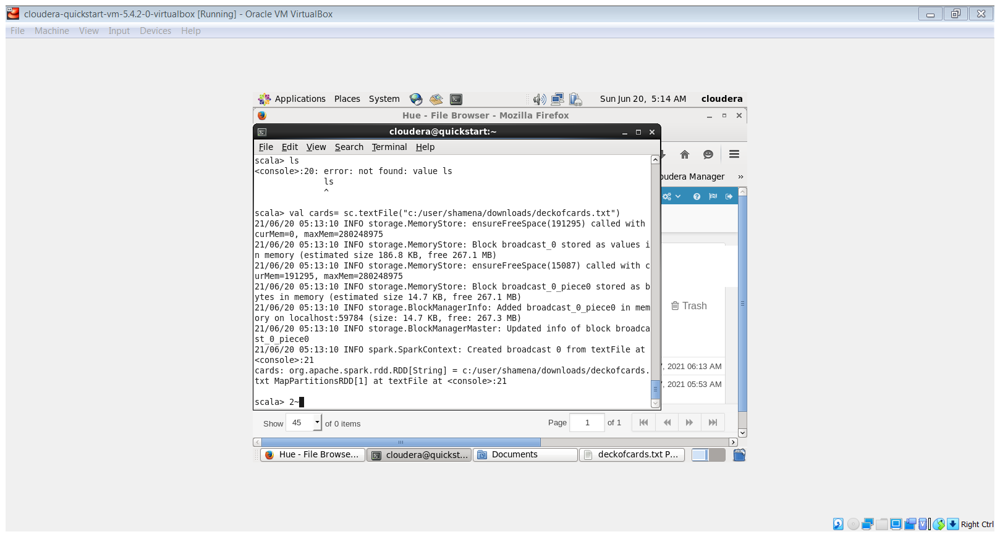 cloudera-quickstart-vm-5.4.2-0-virtualbox [Running] - Oracle VM VirtualBox
File Machine View Input Devices Help
Applications Places System Sun Jun 20, 5:14 AM cloudera
Hue - File Browser - Mozilla Firefox
cloudera@quickstart:~
File Edit View Search Terminal Help
scala> ls
<console>:20: error: not found: value ls
ls
^
oudera Manager »
scala> val cards= sc.textFile("c:/user/shamena/downloads/deckofcards.txt")
21/06/20 05:13:10 INFO storage.MemoryStore: ensureFreeSpace(191295) called with
curMem=0, maxMem=280248975
21/06/20 05:13:10 INFO storage.MemoryStore: Block broadcast_0 stored as values i
n memory (estimated size 186.8 KB, free 267.1 MB)
21/06/20 05:13:10 INFO storage.MemoryStore: ensureFreeSpace(15087) called with c
urMem=191295, maxMem=280248975
21/06/20 05:13:10 INFO storage.MemoryStore: Block broadcast_0_piece0 stored as b
ytes in memory (estimated size 14.7 KB, free 267.1 MB)
21/06/20 05:13:10 INFO storage.BlockManagerInfo: Added broadcast_0_piece0 in mem
ory on localhost:59784 (size: 14.7 KB, free: 267.3 MB)
21/06/20 05:13:10 INFO storage.BlockManagerMaster: Updated info of block broadca
st_0_piece0
21/06/20 05:13:10 INFO spark.SparkContext: Created broadcast 0 from textFile at
<console>:21
cards: org.apache.spark.rdd.RDD[String] = c:/user/shamena/downloads/deckofcards.
txt MapPartitionsRDD[1] at textFile at <console>:21
scala> 2~
Trash
, 2021 06:13 AM
, 2021 05:53 AM
Show 45 of 0 items Page 1 of 1
Hue - File Browse... cloudera@quickst... Documents deckofcards.txt P...
Right Ctrl